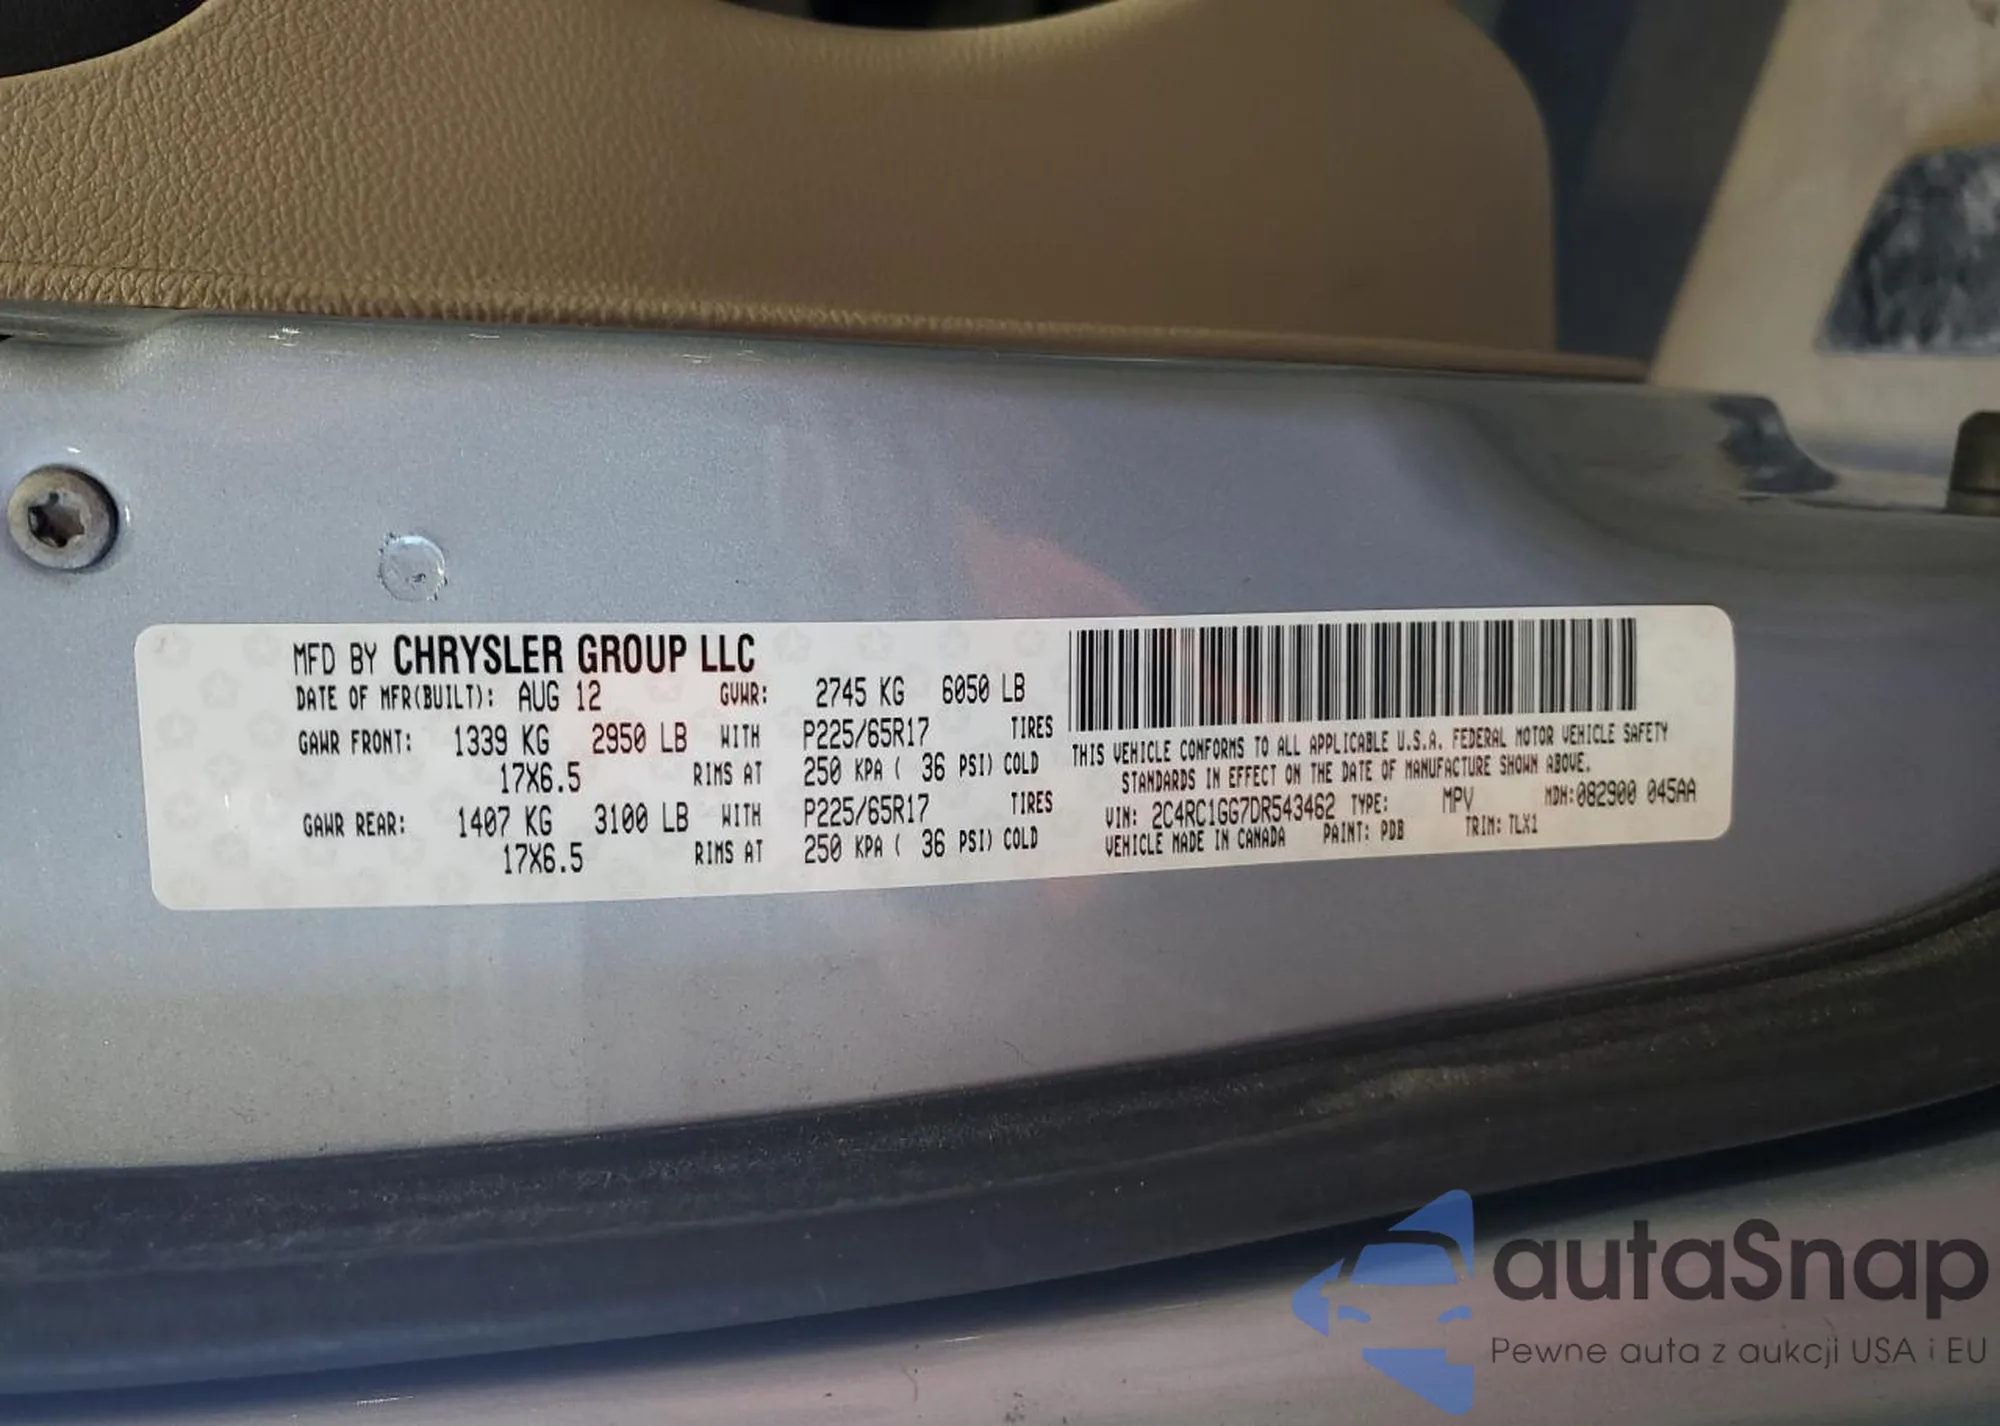 MFD BY CHRYSLER GROUP LLC
DATE OF MFR(BUILT): AUG 12 GVWR: 2745 KG 6050 LB
GAWR FRONT: 1339 KG 2950 LB WITH P225/65R17 TIRES
17X6.5 RIMS AT 250 KPA ( 36 PSI) COLD
GAWR REAR: 1407 KG 3100 LB WITH P225/65R17 TIRES
17X6.5 RIMS AT 250 KPA ( 36 PSI) COLD
THIS VEHICLE CONFORMS TO ALL APPLICABLE U.S.A. FEDERAL MOTOR VEHICLE SAFETY
STANDARDS IN EFFECT ON THE DATE OF MANUFACTURE SHOWN ABOVE.
VIN: 2C4RC1GG7DR543462 TYPE: MPV MDH:082900 045AA
VEHICLE MADE IN CANADA PAINT: PDB TRIM: TLX1
autaSnap
Pewne auta z aukcji USA i EU